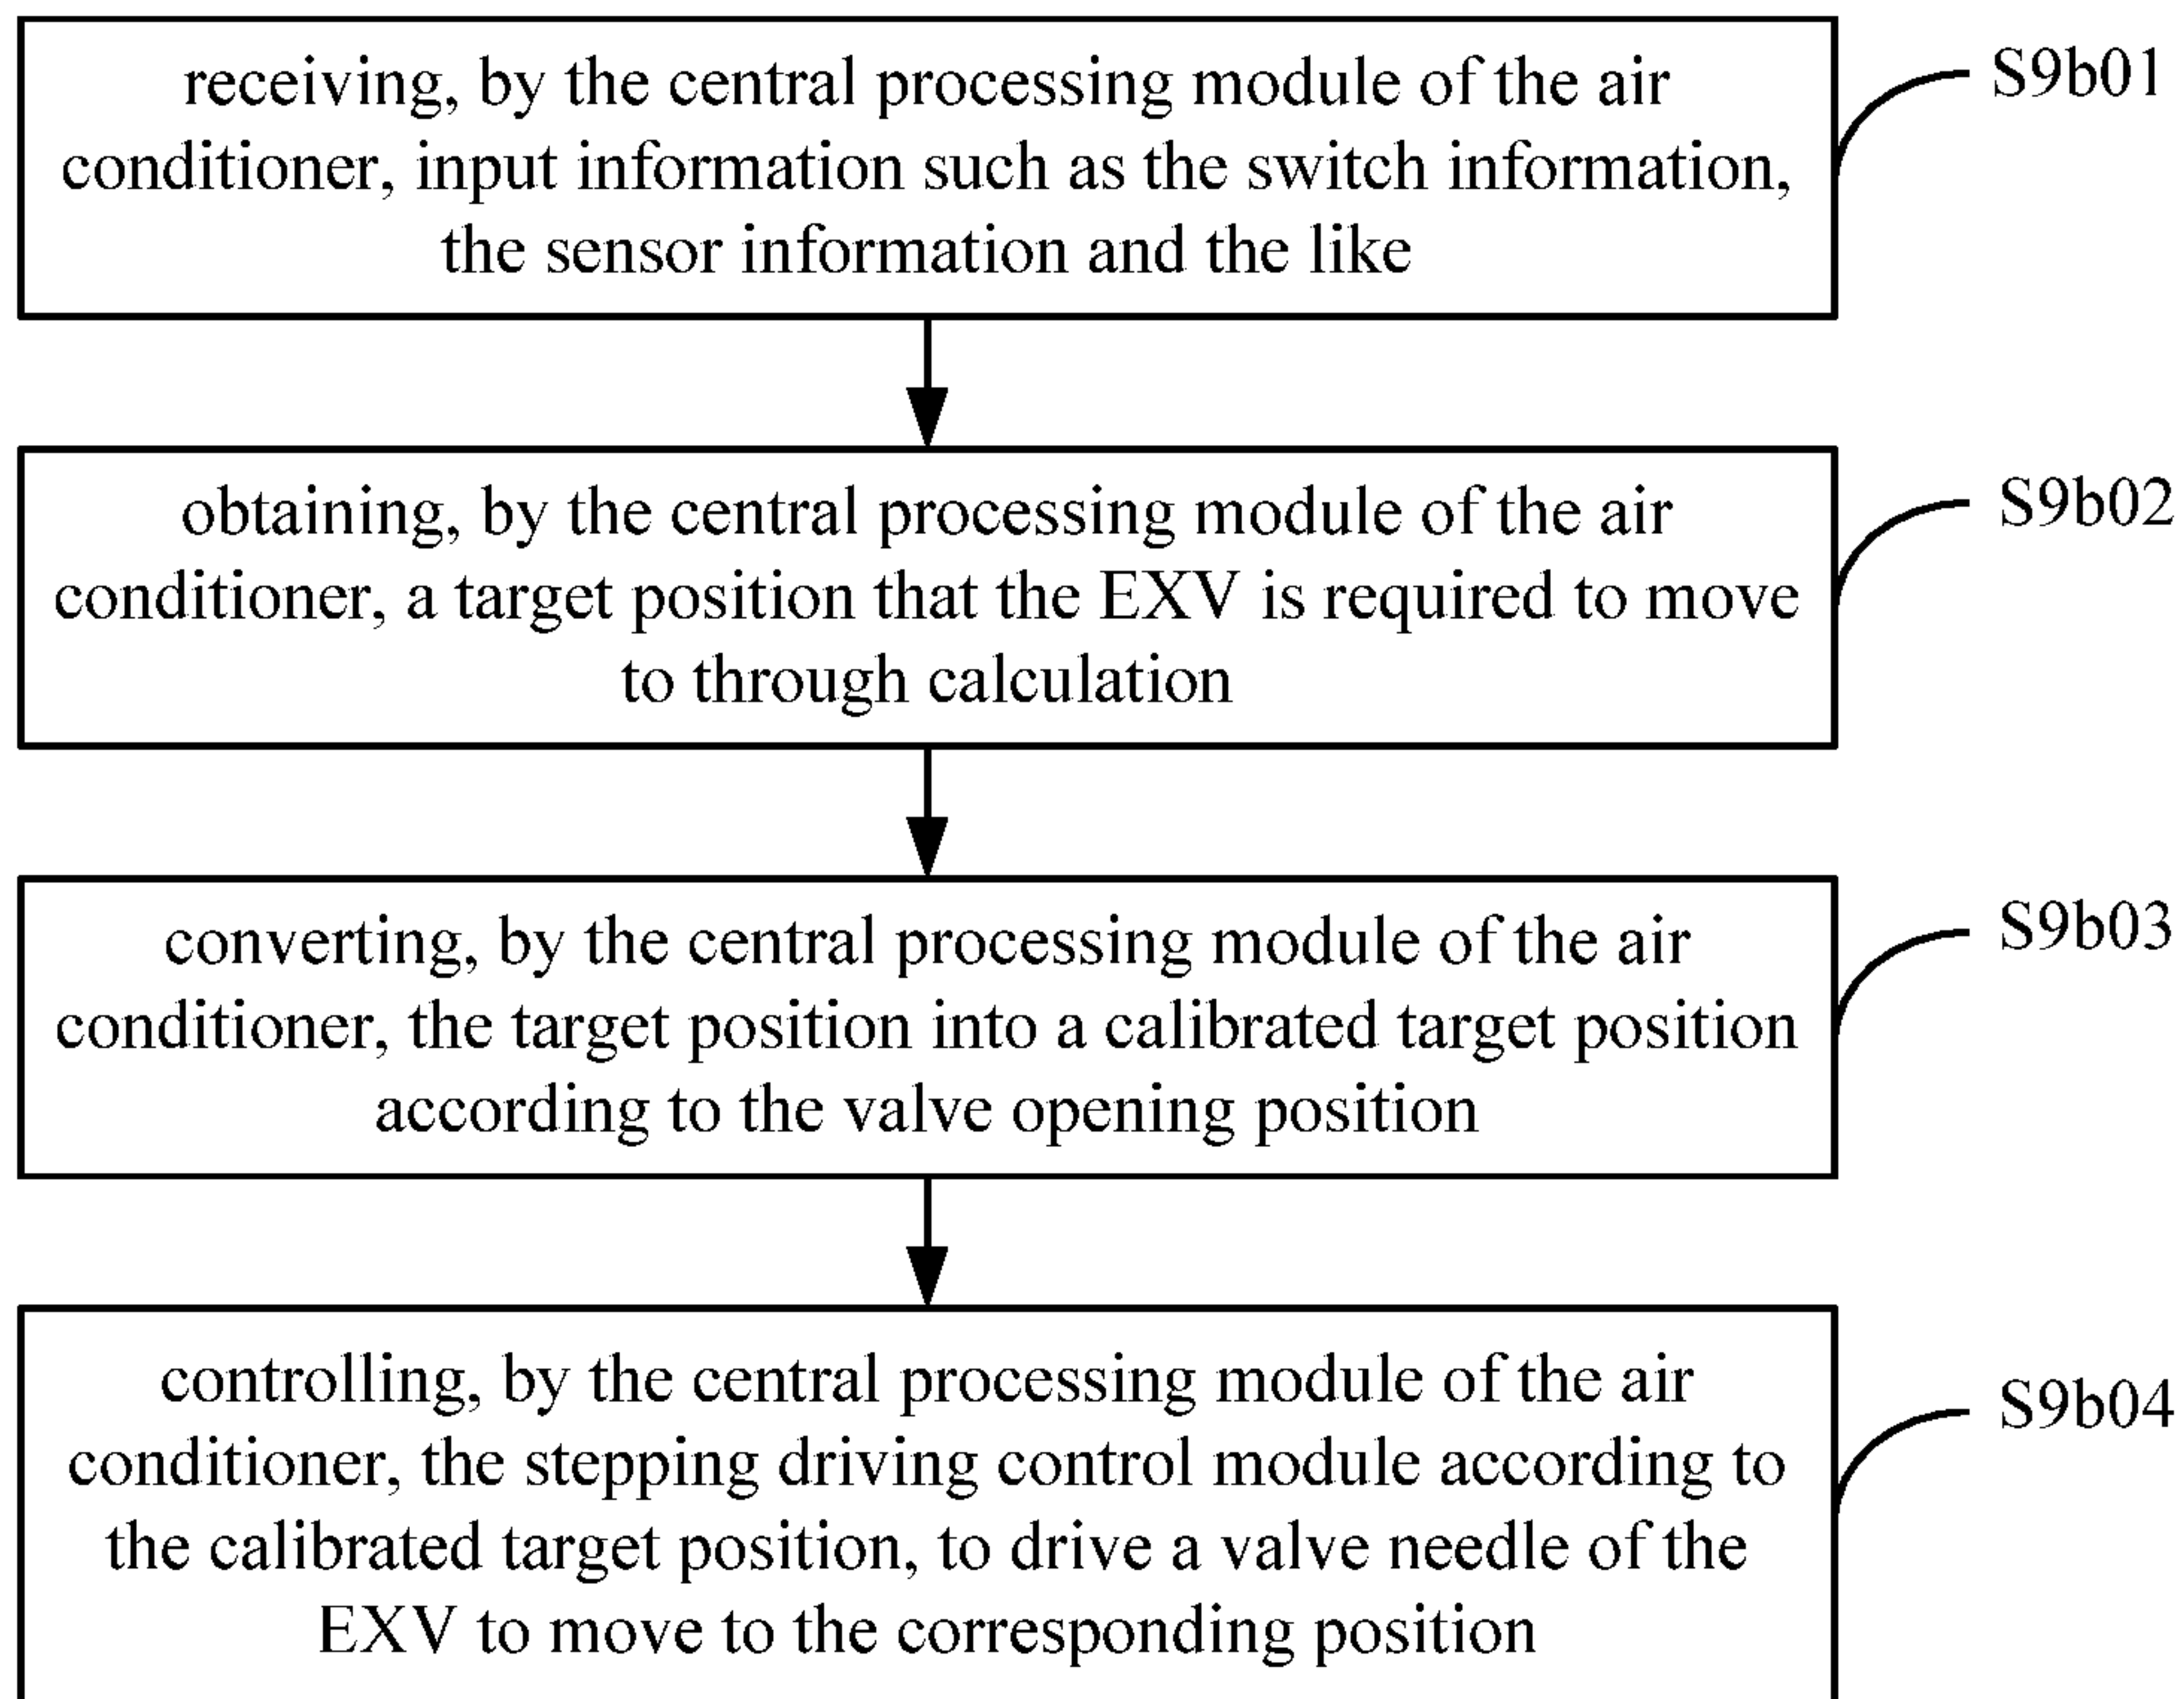 receiving, by the central processing module of the air
conditioner, input information such as the switch information,
the sensor information and the like
S9b01
obtaining, by the central processing module of the air
conditioner, a target position that the EXV is required to move
to through calculation
S9b02
converting, by the central processing module of the air
conditioner, the target position into a calibrated target position
according to the valve opening position
S9b03
controlling, by the central processing module of the air
conditioner, the stepping driving control module according to
the calibrated target position, to drive a valve needle of the
EXV to move to the corresponding position
S9b04